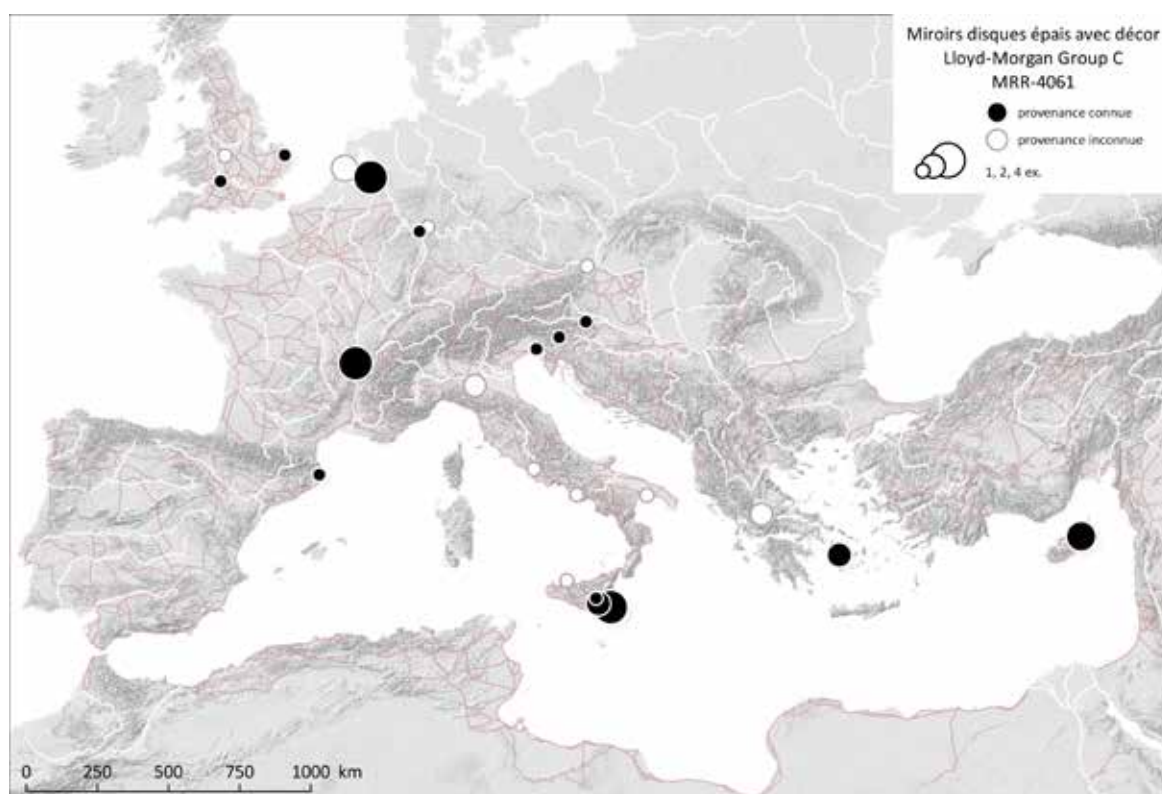 Miroirs disques épais avec décor
Lloyd-Morgan Group C
MRR-4061
provenance connue
provenance inconnue
1, 2, 4 ex.
0 250 500 750 1000 km